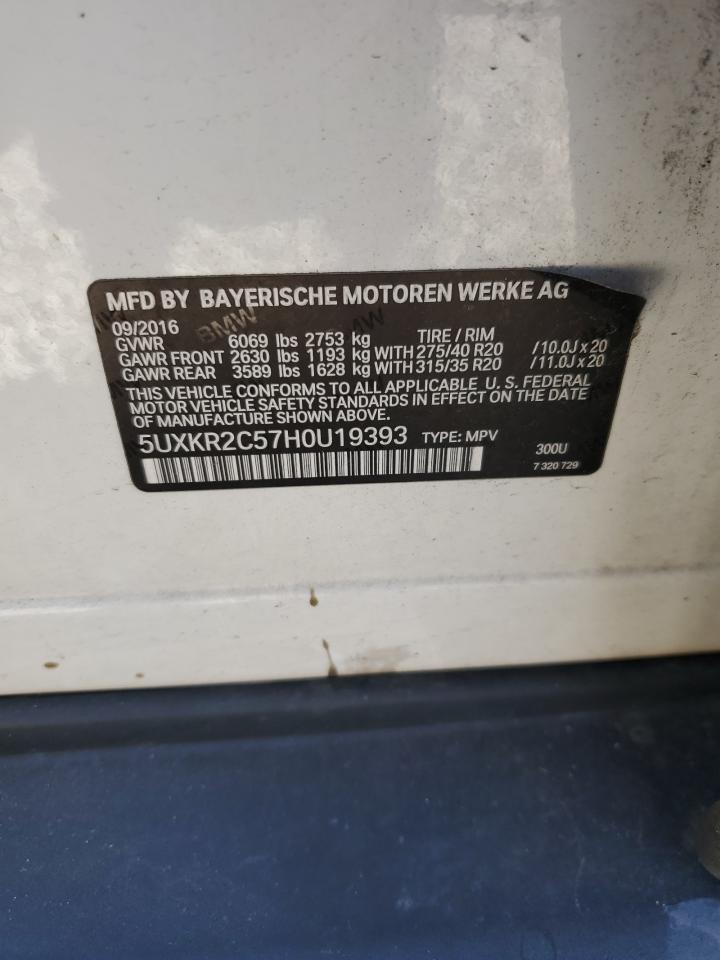 MFD BY BAYERISCHE MOTOREN WERKE AG
09/2016
GVWR 6069 lbs 2753 kg TIRE / RIM
GAWR FRONT 2630 lbs 1193 kg WITH 275/40 R20 / 10.0J x 20
GAWR REAR 3589 lbs 1628 kg WITH 315/35 R20 / 11.0J x 20
THIS VEHICLE CONFORMS TO ALL APPLICABLE U. S. FEDERAL
MOTOR VEHICLE SAFETY STANDARDS IN EFFECT ON THE DATE
OF MANUFACTURE SHOWN ABOVE.
5UXKR2C57H0U19393 TYPE: MPV 300U
7 320 729